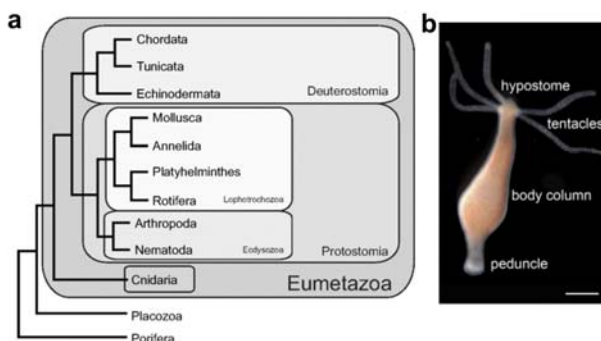 a
Chordata
Tunicata
Echinodermata
Deuterostomia
Mollusca
Annelida
Platyhelminthes
Rotifera
Lophotrochozoa
Arthropoda
Nematoda
Ecdysozoa
Protostomia
Cnidaria
Eumetazoa
Placozoa
Porifera
b
hypostome
tentacles
body column
peduncle